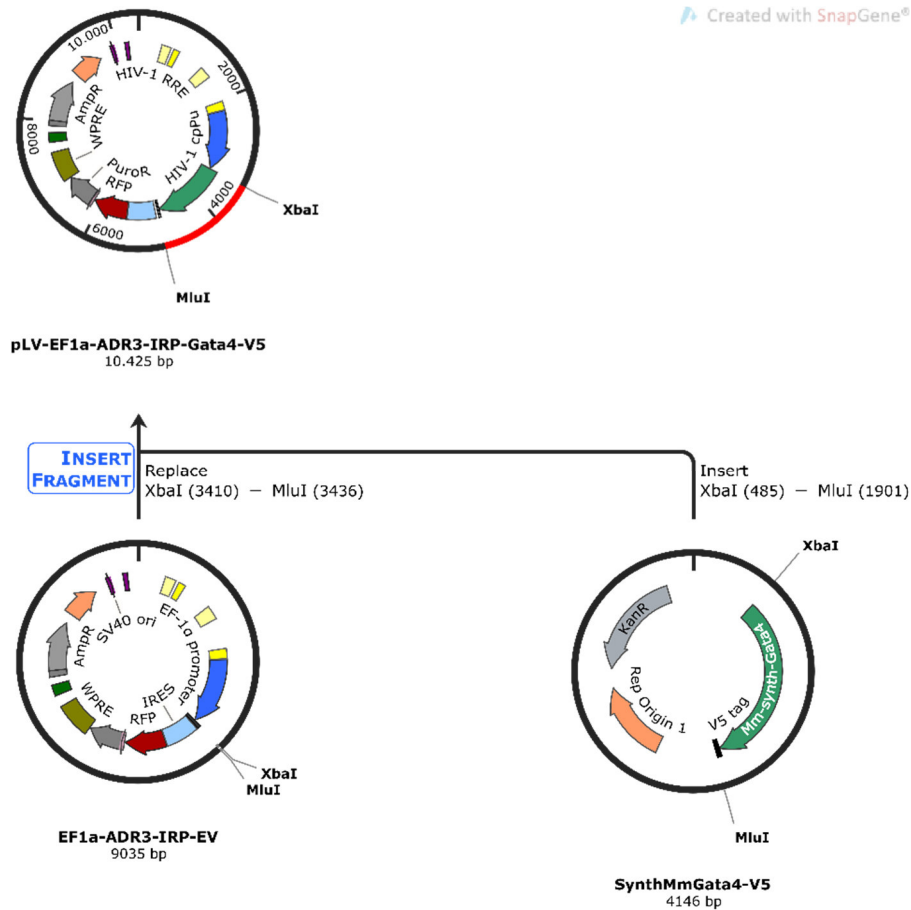 Created with SnapGene®
10.000
2000
4000
6000
8000
HIV-1 RRE
HIV-1 cpPu
AmpR
WPRE
PuroR
RFP
XbaI
MluI
pLV-EF1a-ADR3-IRP-Gata4-V5
10.425 bp
INSERT
FRAGMENT
Replace
XbaI (3410) – MluI (3436)
Insert
XbaI (485) – MluI (1901)
SV40 ori
EF-1α promoter
AmpR
WPRE
IRES
RFP
XbaI
MluI
EF1a-ADR3-IRP-EV
9035 bp
XbaI
KanR
Mm-synth-Gata4
Rep Origin 1
V5 tag
MluI
SynthMmGata4-V5
4146 bp